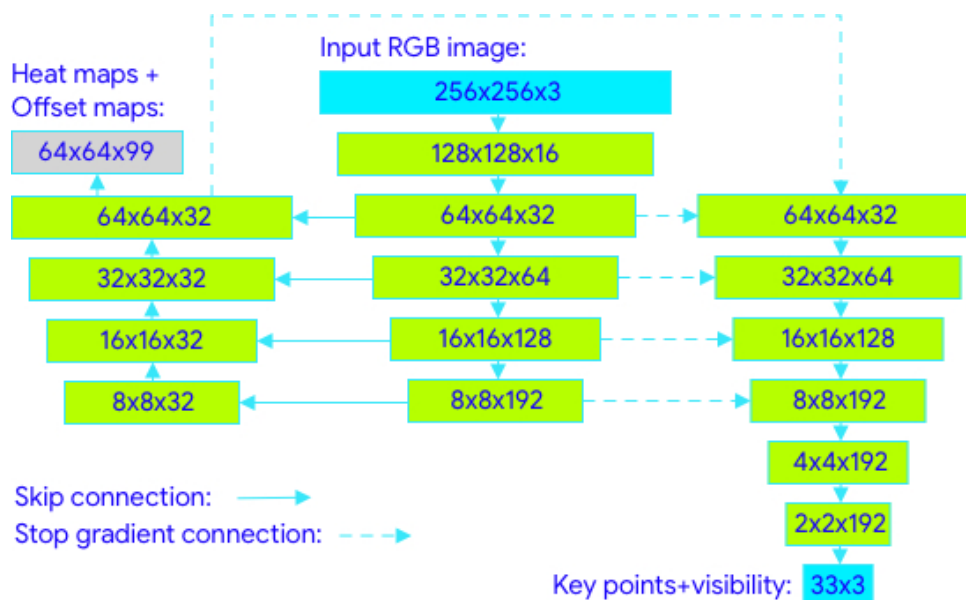 Input RGB image:
256x256x3
Heat maps +
Offset maps:
64x64x99
128x128x16
64x64x32
64x64x32
64x64x32
32x32x32
32x32x64
32x32x64
16x16x32
16x16x128
16x16x128
8x8x32
8x8x192
8x8x192
4x4x192
Skip connection:
2x2x192
Stop gradient connection:
Key points+visibility:
33x3